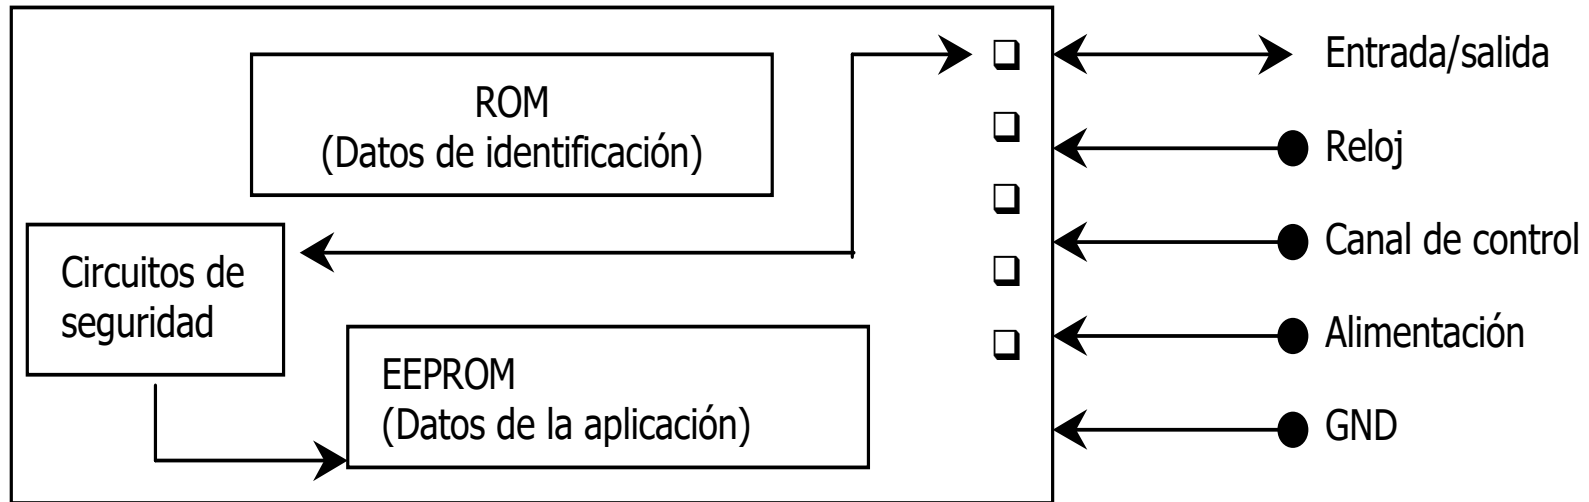 ROM
(Datos de identificación)
Circuitos de
seguridad
EEPROM
(Datos de la aplicación)
Entrada/salida
Reloj
Canal de control
Alimentación
GND